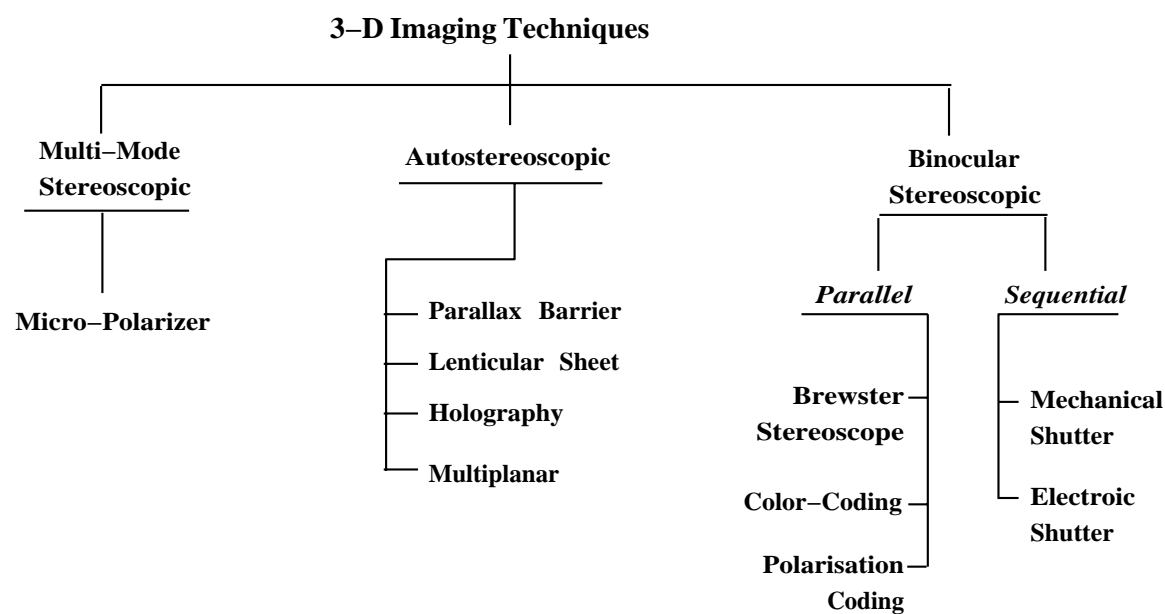 3–D Imaging Techniques
Multi–Mode
Stereoscopic
Micro–Polarizer
Autostereoscopic
Parallax Barrier
Lenticular Sheet
Holography
Multiplanar
Binocular
Stereoscopic
Parallel
Brewster
Stereoscope
Color–Coding
Polarisation
Coding
Sequential
Mechanical
Shutter
Electroic
Shutter